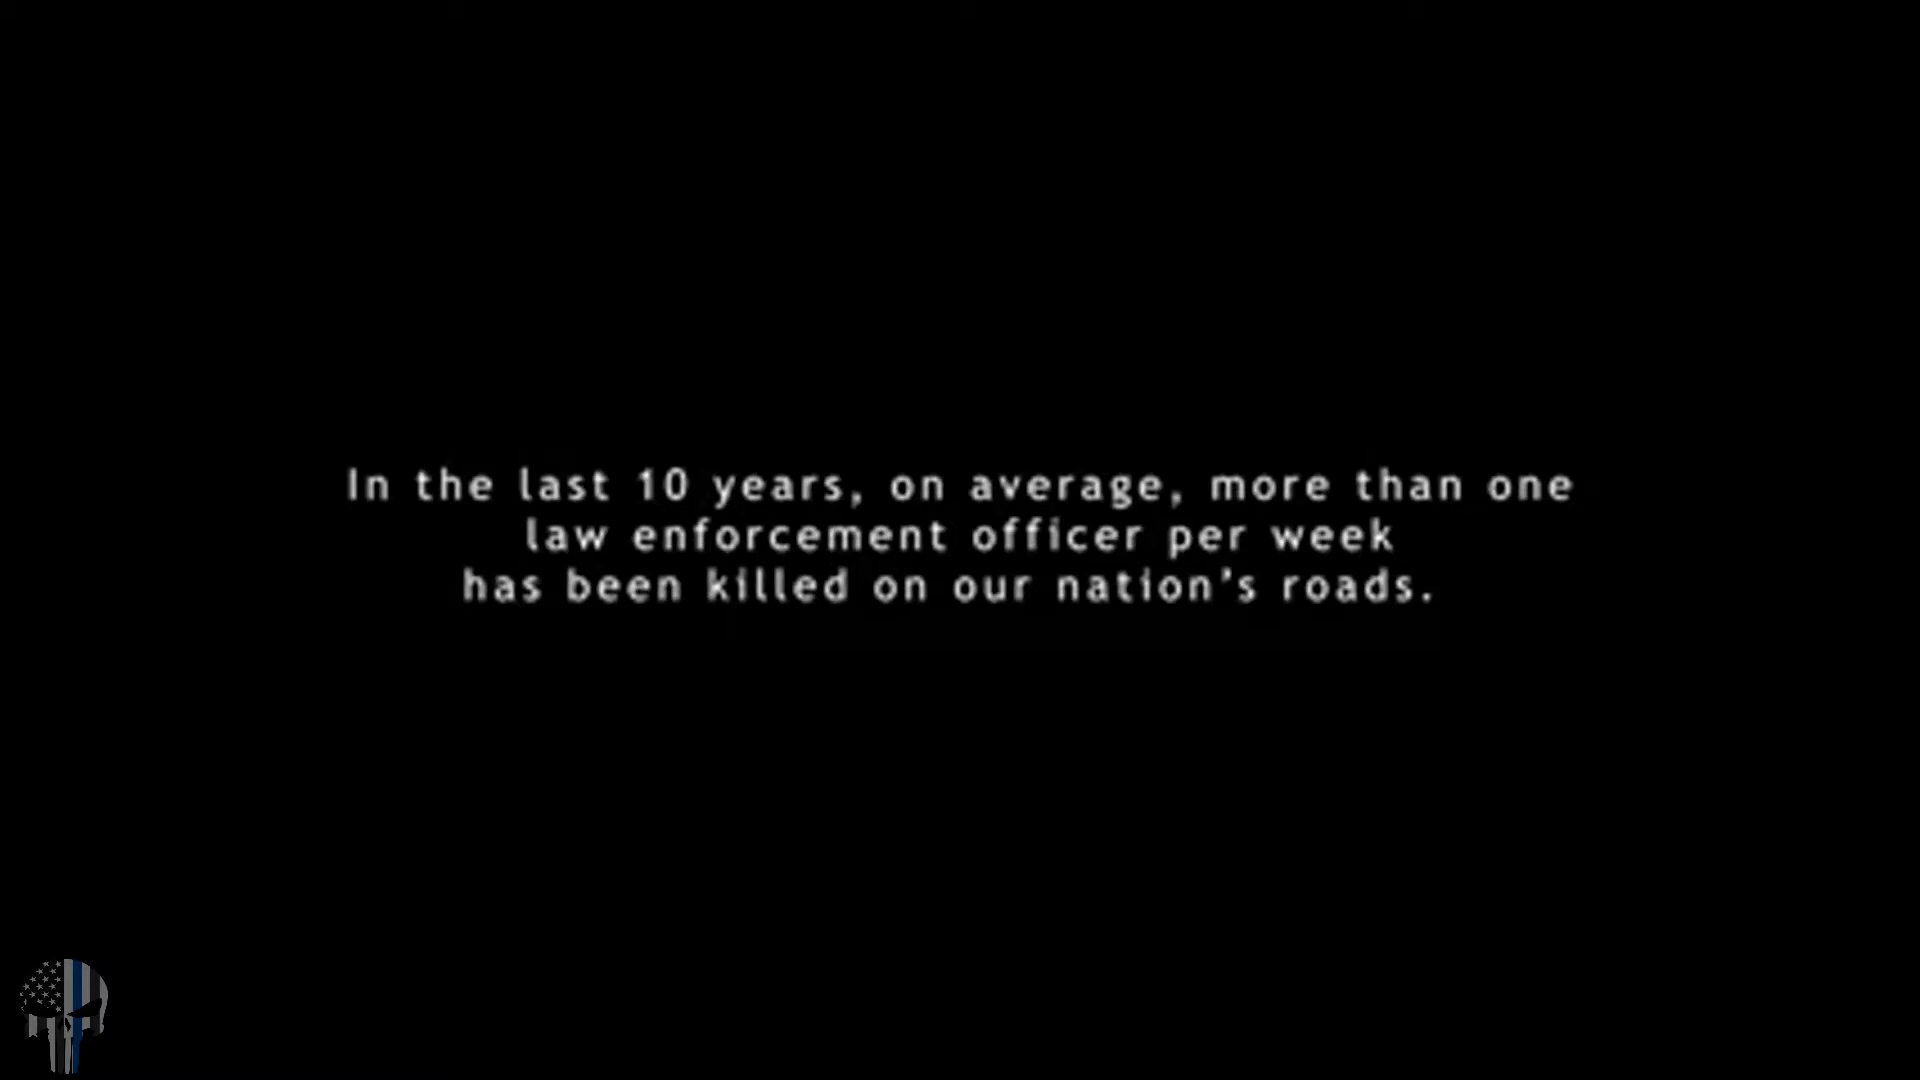 In the last 10 years, on average, more than one
law enforcement officer per week
has been killed on our nation’s roads.